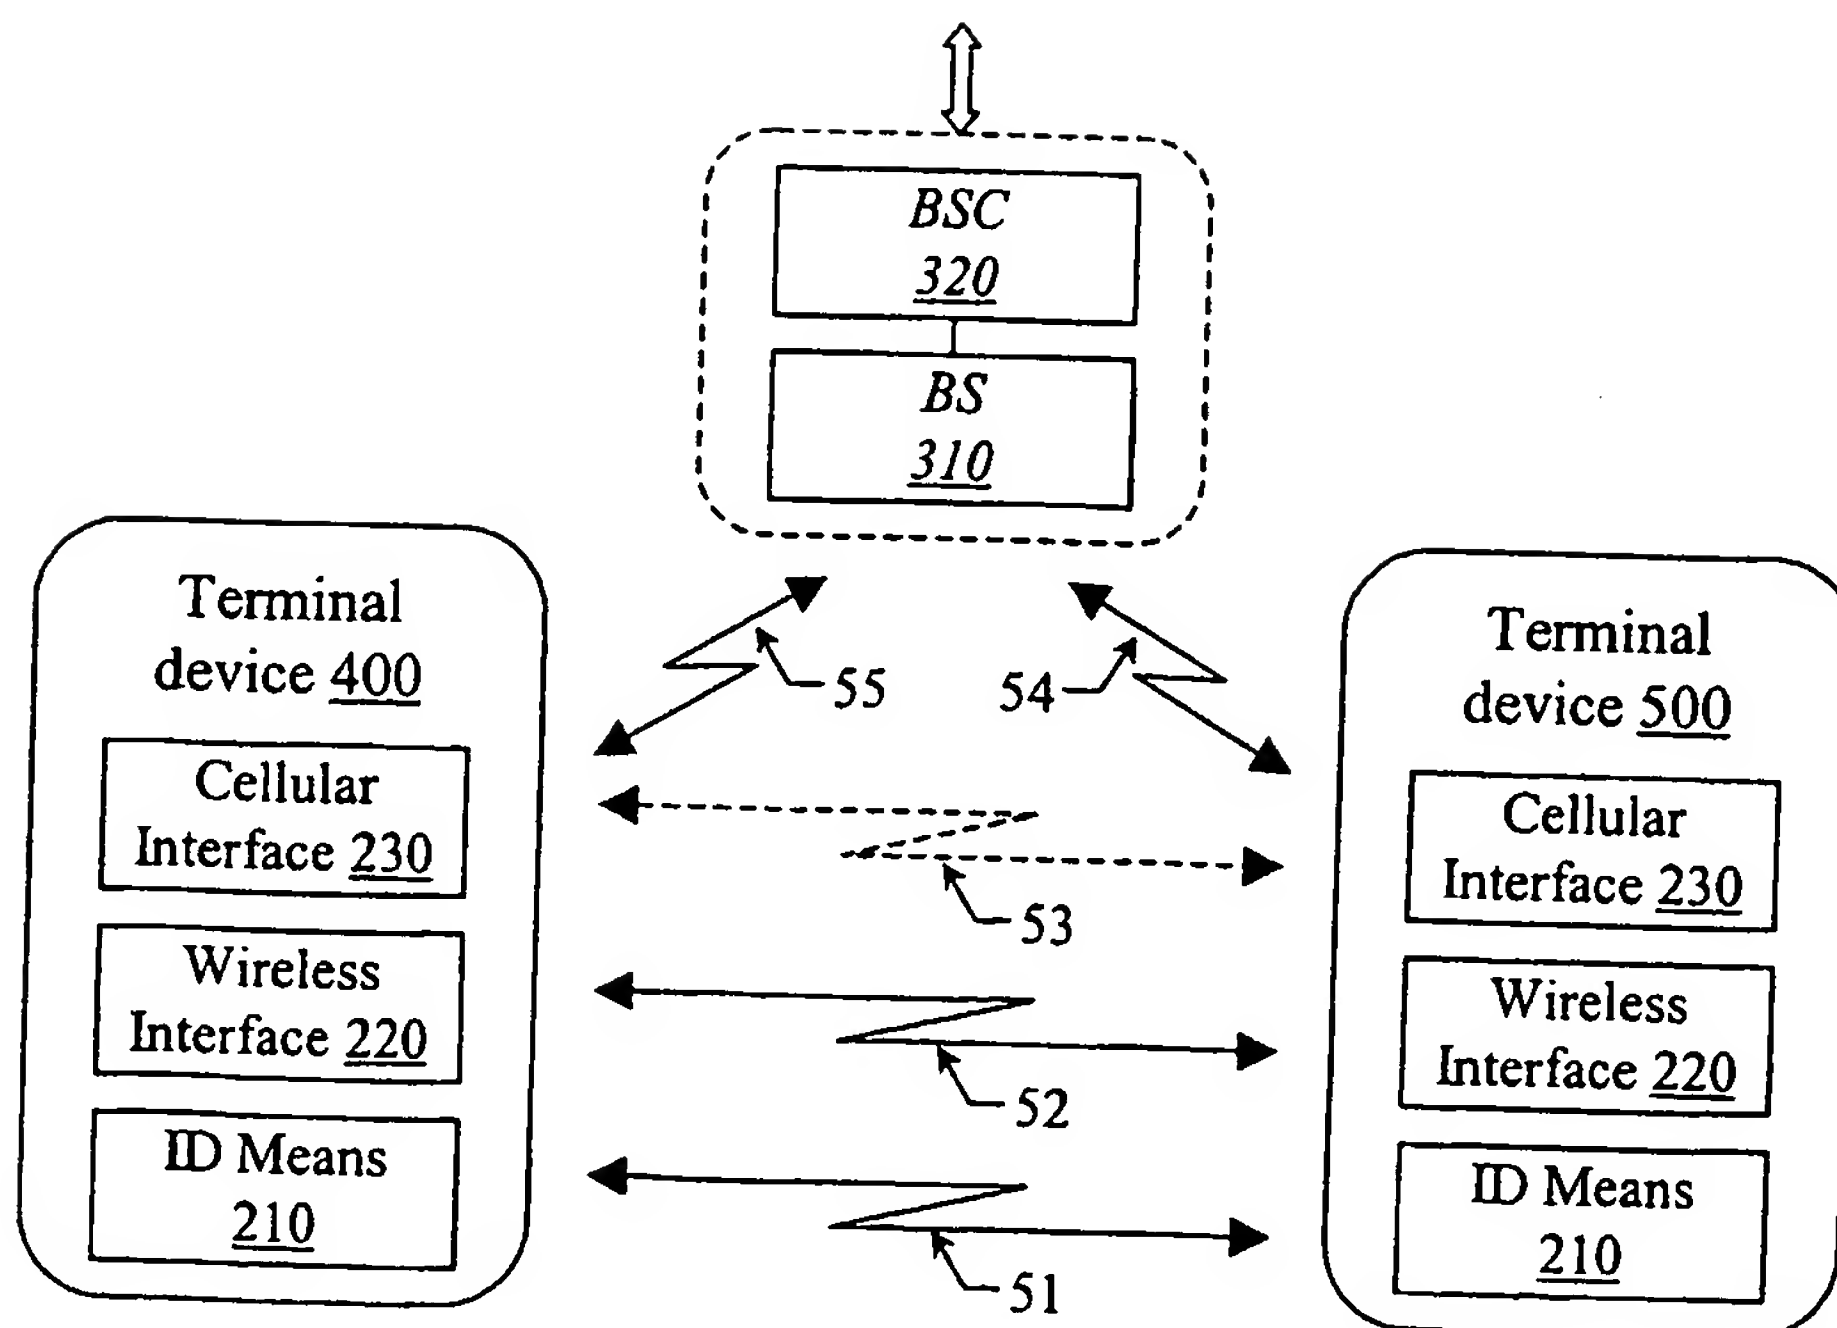 BSC
320
BS
310
Terminal
device 400
Cellular
Interface 230
Wireless
Interface 220
ID Means
210
55
54
53
52
51
Terminal
device 500
Cellular
Interface 230
Wireless
Interface 220
ID Means
210